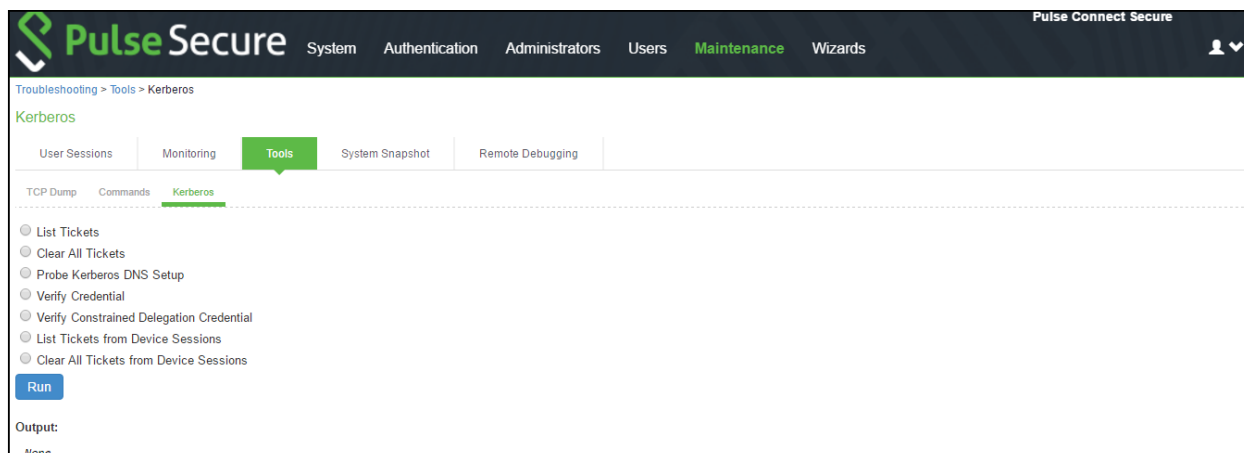 Pulse Connect Secure
Pulse Secure System Authentication Administrators Users Maintenance Wizards
Troubleshooting > Tools > Kerberos
Kerberos
User Sessions Monitoring Tools System Snapshot Remote Debugging
TCP Dump Commands Kerberos
List Tickets
Clear All Tickets
Probe Kerberos DNS Setup
Verify Credential
Verify Constrained Delegation Credential
List Tickets from Device Sessions
Clear All Tickets from Device Sessions
Run
Output:
None